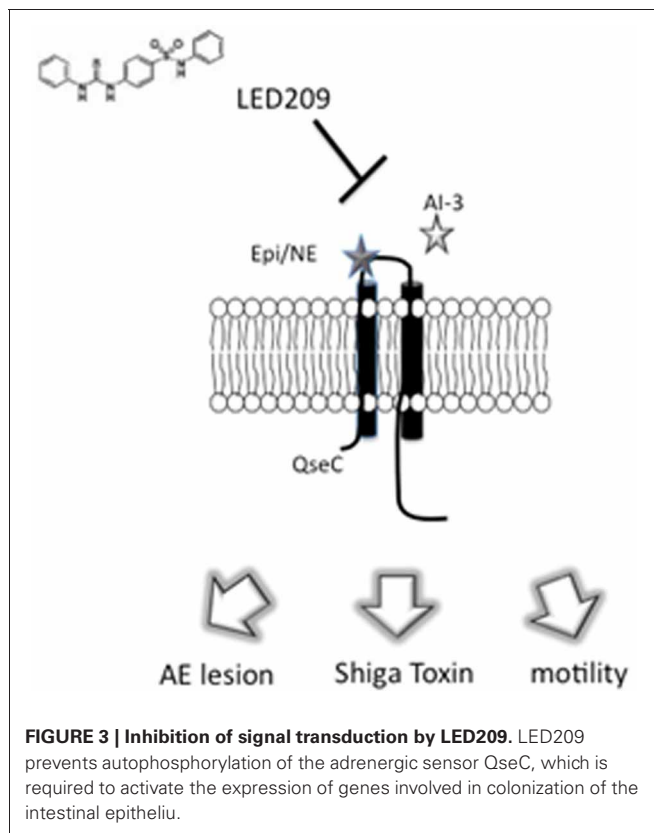 LED209
AI-3
Epi/NE
QseC
AE lesion
Shiga Toxin
motility
FIGURE 3 | Inhibition of signal transduction by LED209. LED209
prevents autophosphorylation of the adrenergic sensor QseC, which is
required to activate the expression of genes involved in colonization of the
intestinal epitheliu.